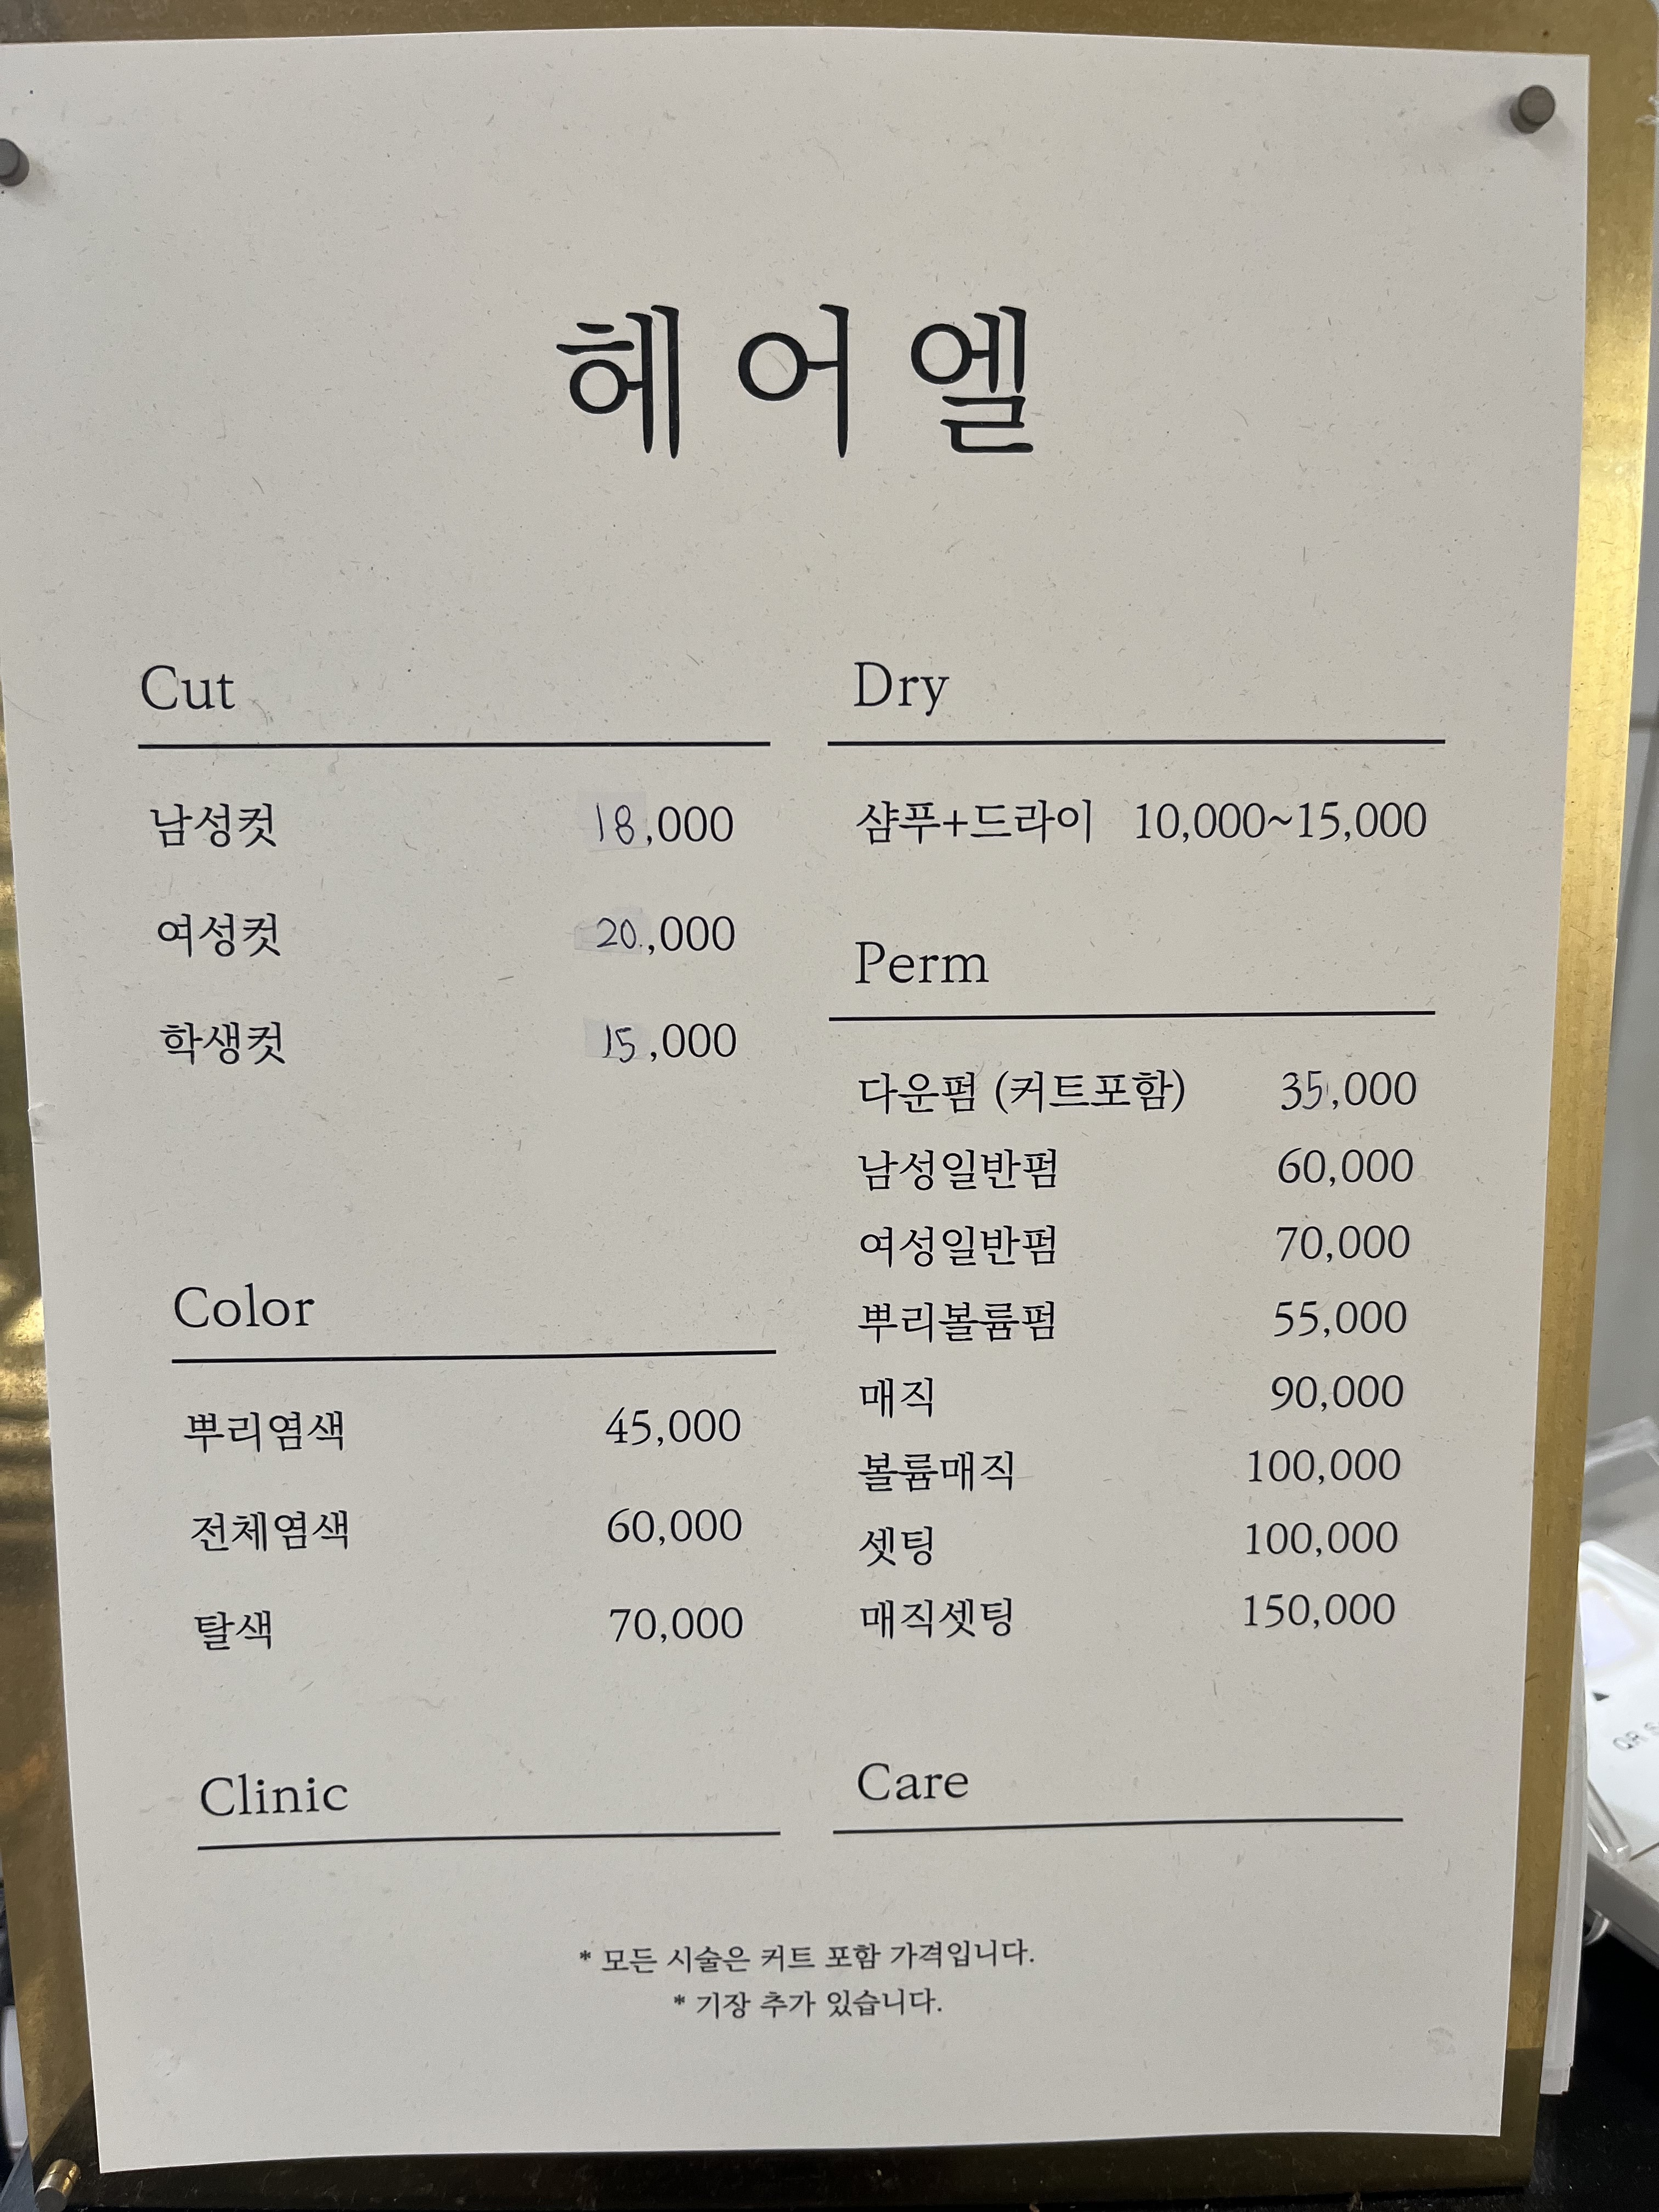 헤어엘
Cut
남성컷 18,000
여성컷 20,000
학생컷 15,000
Color
뿌리염색 45,000
전체염색 60,000
탈색 70,000
Clinic
Dry
샴푸+드라이 10,000~15,000
Perm
다운펌 (커트포함) 35,000
남성일반펌 60,000
여성일반펌 70,000
뿌리볼륨펌 55,000
매직 90,000
볼륨매직 100,000
셋팅 100,000
매직셋팅 150,000
Care
* 모든 시술은 커트 포함 가격입니다.
* 기장 추가 있습니다.
QR